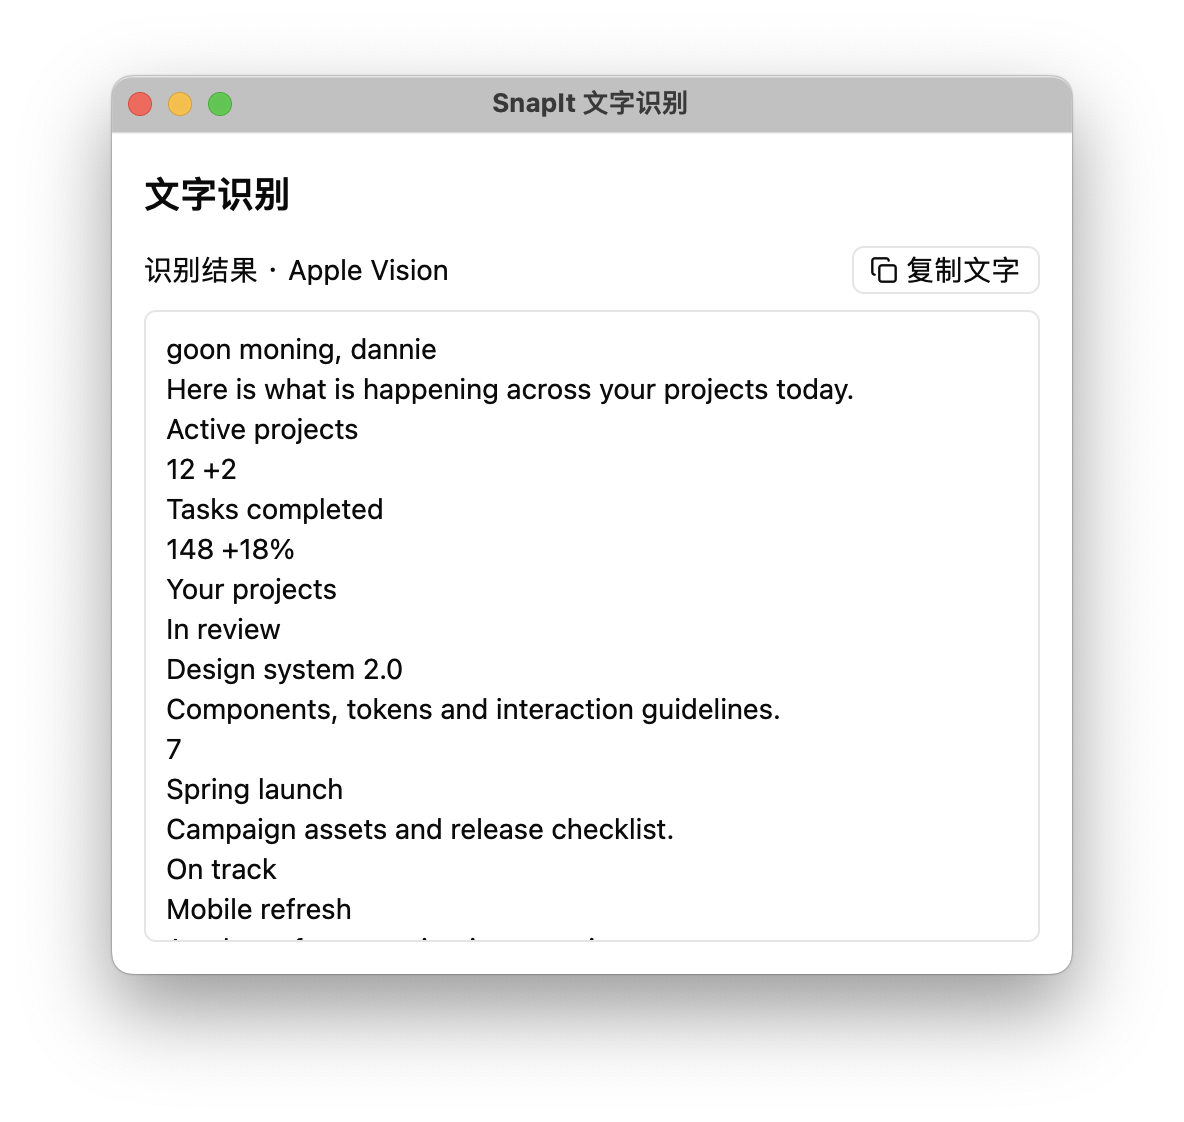 SnapIt 文字识别
文字识别
识别结果 · Apple Vision
复制文字
goon moning, dannie
Here is what is happening across your projects today.
Active projects
12 +2
Tasks completed
148 +18%
Your projects
In review
Design system 2.0
Components, tokens and interaction guidelines.
7
Spring launch
Campaign assets and release checklist.
On track
Mobile refresh